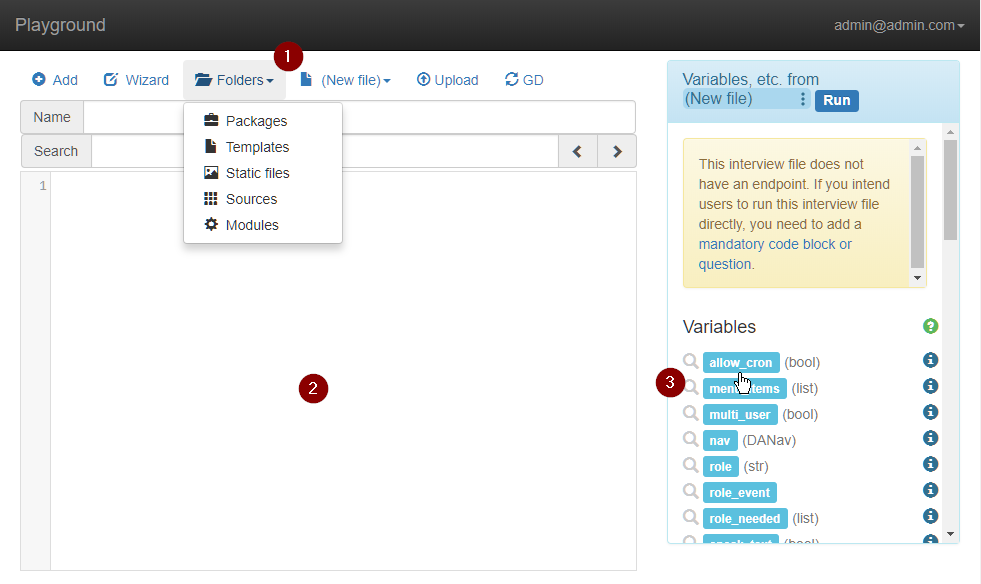 Playground
admin@admin.com
1
Add Wizard Folders (New file) Upload GD
Name
Search
Packages
Templates
Static files
Sources
Modules
1
2
Variables, etc. from
(New file) Run
This interview file does not
have an endpoint. If you intend
users to run this interview file
directly, you need to add a
mandatory code block or
question.
Variables
allow_cron (bool)
3
menu_items (list)
multi_user (bool)
nav (DANav)
role (str)
role_event
role_needed (list)